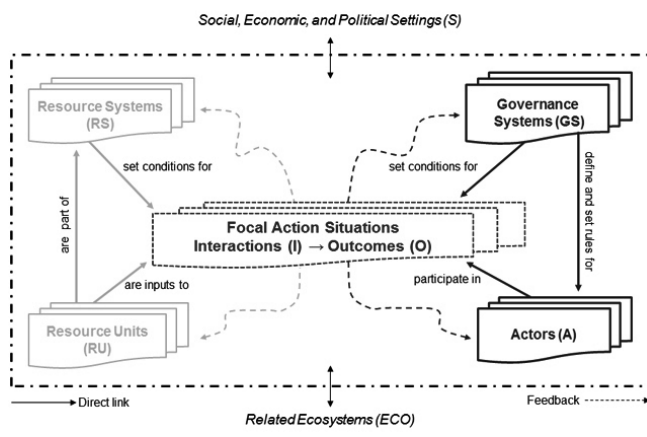 Social, Economic, and Political Settings (S)
Resource Systems
(RS)
Governance
Systems (GS)
set conditions for
set conditions for
are part of
define and set rules for
Focal Action Situations
Interactions (I) → Outcomes (O)
are inputs to
participate in
Resource Units
(RU)
Actors (A)
Direct link
Feedback
Related Ecosystems (ECO)